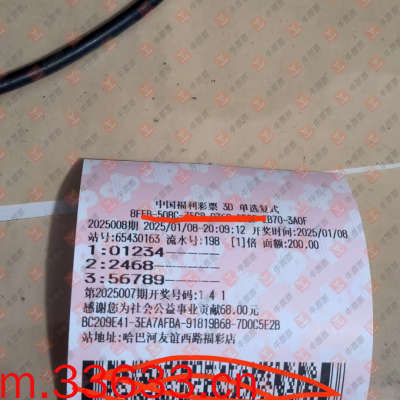 中国福利彩票 3D 单选复式
8FEB-50BC- B70-3A0F
2025008期 2025/01/08-20:09:12 开奖时间:2025/01/08
站号:65430163 流水号:198 [1]倍 面额:200.00
1:01234-----
2:2468------
3:56789-----
第2025007期开奖号码:1 4 1
感谢您为社会公益事业贡献68.00元
BC209E41-3EA7AFBA-91819B68-7D0C5E2B
站地址:哈巴河友谊西路福彩店
m.33633.cn